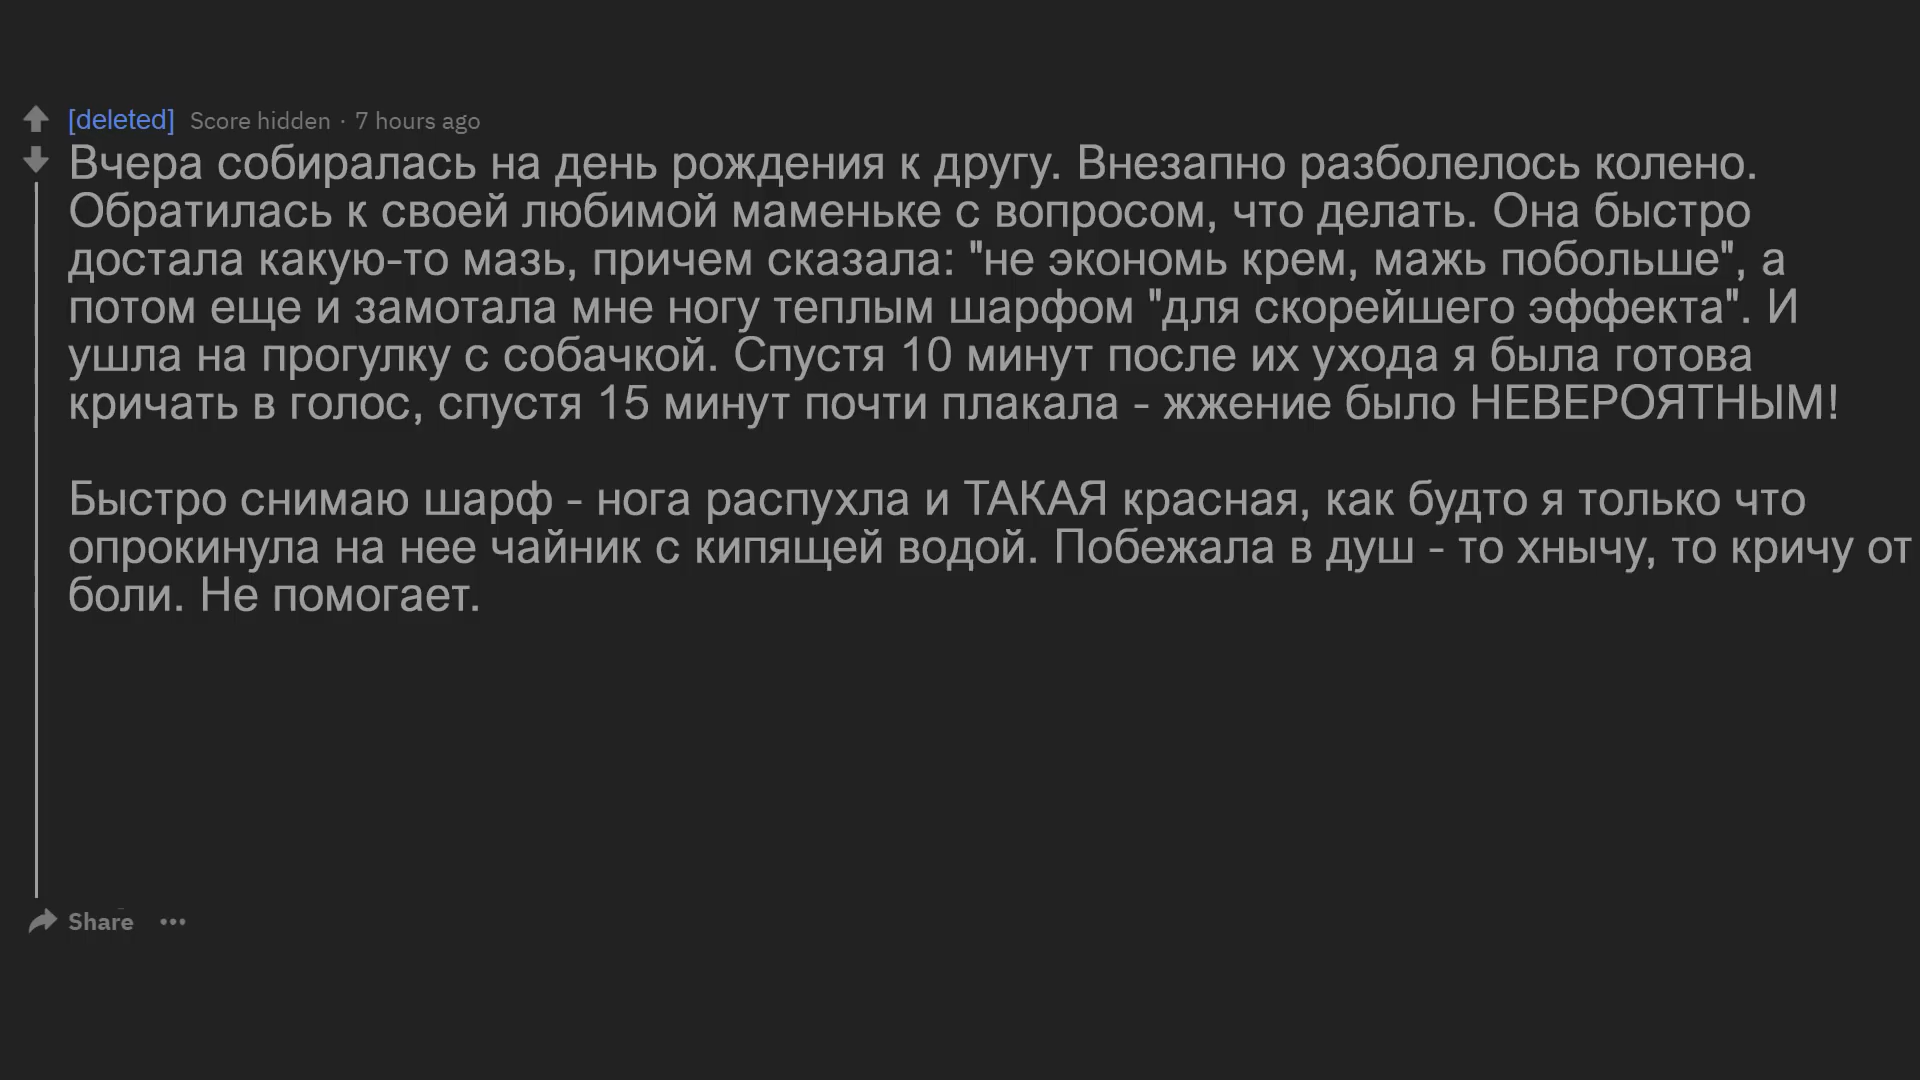 [deleted] Score hidden · 7 hours ago
Вчера собиралась на день рождения к другу. Внезапно разболелось колено.
Обратилась к своей любимой маменьке с вопросом, что делать. Она быстро
достала какую-то мазь, причем сказала: "не экономь крем, мажь побольше", а
потом еще и замотала мне ногу теплым шарфом "для скорейшего эффекта". И
ушла на прогулку с собачкой. Спустя 10 минут после их ухода я была готова
кричать в голос, спустя 15 минут почти плакала - жжение было НЕВЕРОЯТНЫМ!
Быстро снимаю шарф - нога распухла и ТАКАЯ красная, как будто я только что
опрокинула на нее чайник с кипящей водой. Побежала в душ - то хнычу, то кричу от
боли. Не помогает.
Share ...